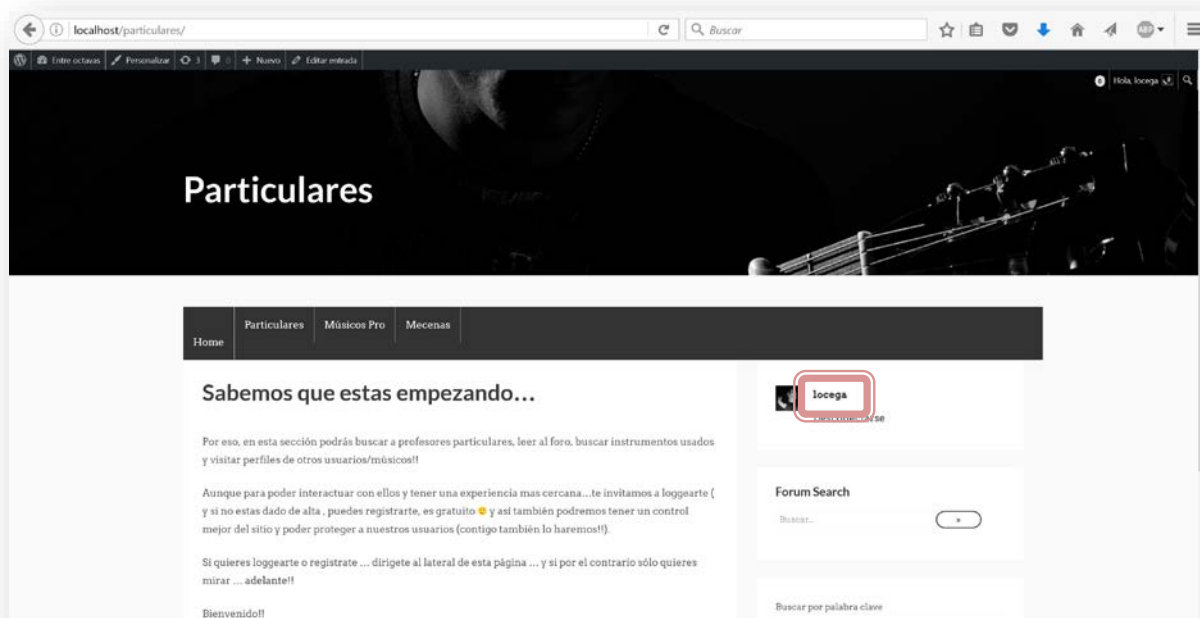 localhost/particulares/
Buscar
ABP
Entre octavas Personalizar 3 0 + Nuevo Editar entrada
0 Hola, locega
Particulares
Home Particulares Músicos Pro Mecenas
Sabemos que estas empezando...
Por eso, en esta sección podrás buscar a profesores particulares, leer al foro, buscar instrumentos usados
y visitar perfiles de otros usuarios/músicos!!
Aunque para poder interactuar con ellos y tener una experiencia mas cercana...te invitamos a loggearte (
y si no estas dado de alta , puedes registrarte, es gratuito 🙂 y así también podremos tener un control
mejor del sitio y poder proteger a nuestros usuarios (contigo también lo haremos!!).
Si quieres loggearte o registrate ... dirigete al lateral de esta página ... y si por el contrario sólo quieres
mirar ... adelante!!
Bienvenido!!
locega
Desconectarse
Forum Search
Buscar...
»
Buscar por palabra clave